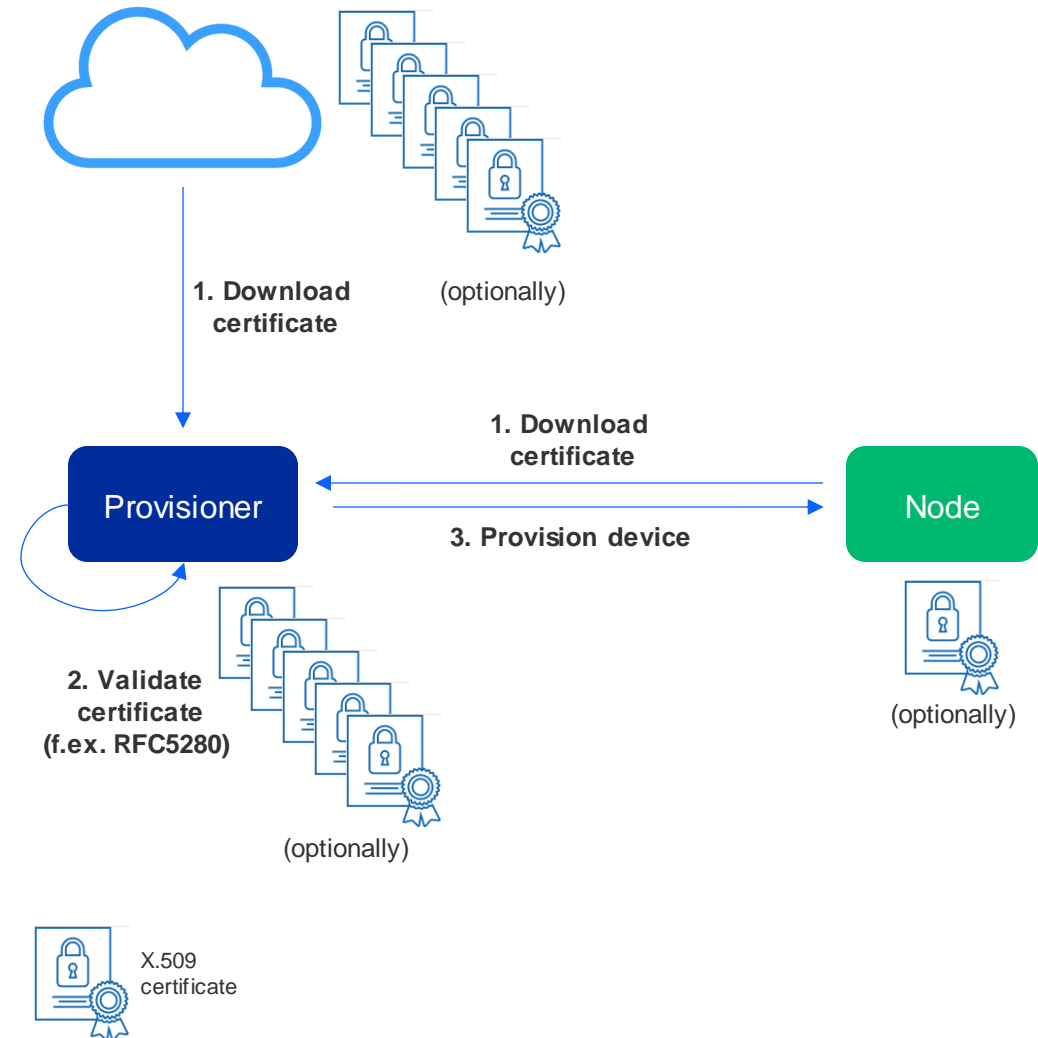 1. Download
certificate
(optionally)
1. Download
certificate
Provisioner
Node
3. Provision device
2. Validate
certificate
(f.ex. RFC5280)
(optionally)
(optionally)
X.509
certificate